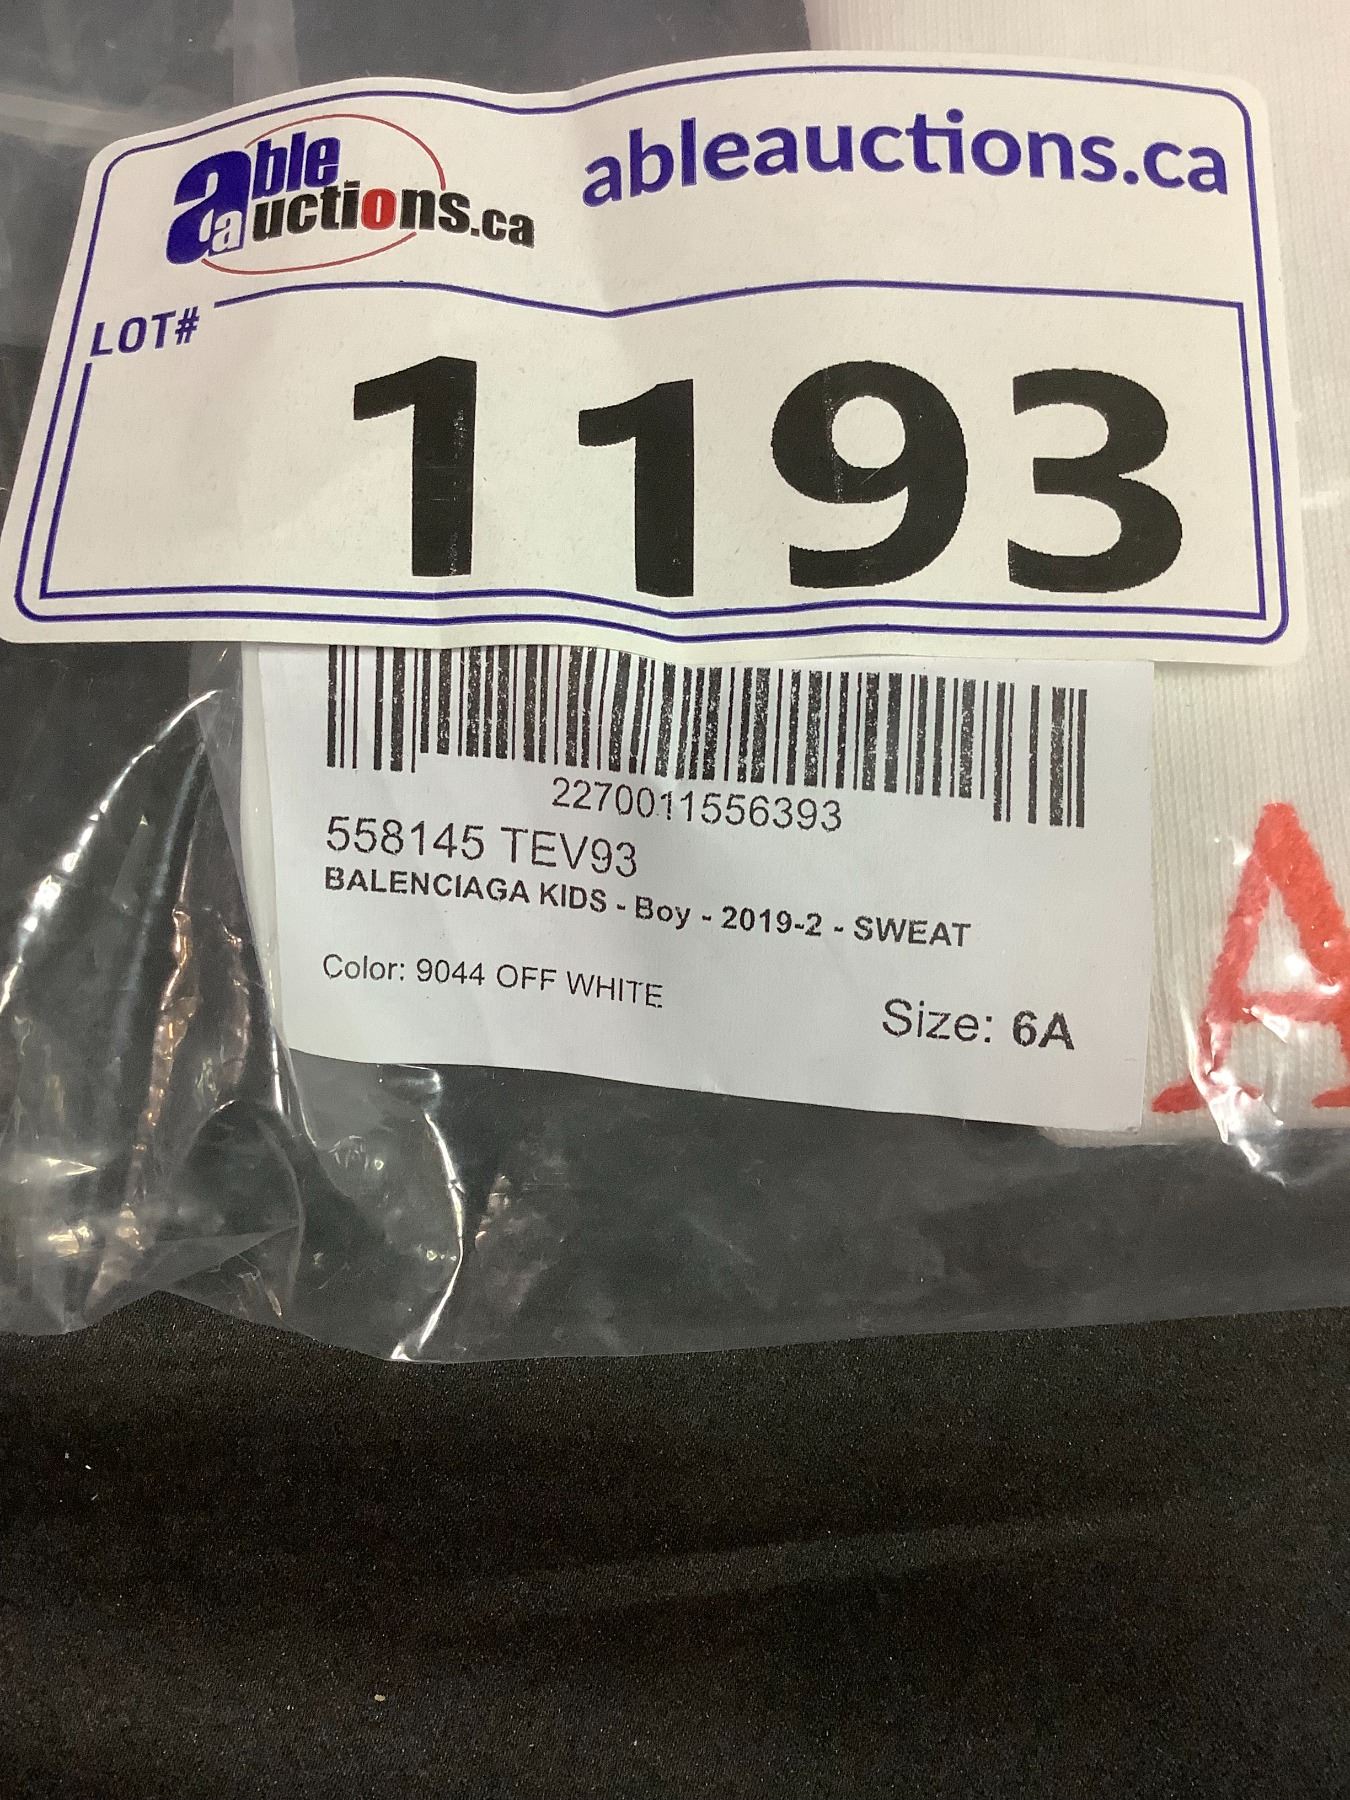 able auctions.ca
ableauctions.ca
LOT#
1193
2270011556393
558145 TEV93
BALENCIAGA KIDS - Boy - 2019-2 - SWEAT
Color: 9044 OFF WHITE
Size: 6A
A